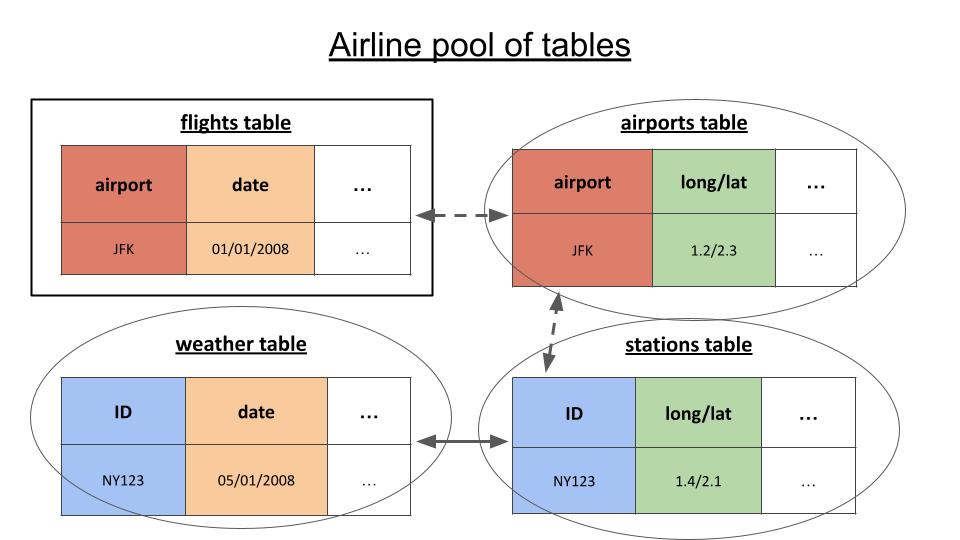 Airline pool of tables
flights table
airport date ...
JFK 01/01/2008 ...
airports table
airport long/lat ...
JFK 1.2/2.3 ...
weather table
ID date ...
NY123 05/01/2008 ...
stations table
ID long/lat ...
NY123 1.4/2.1 ...